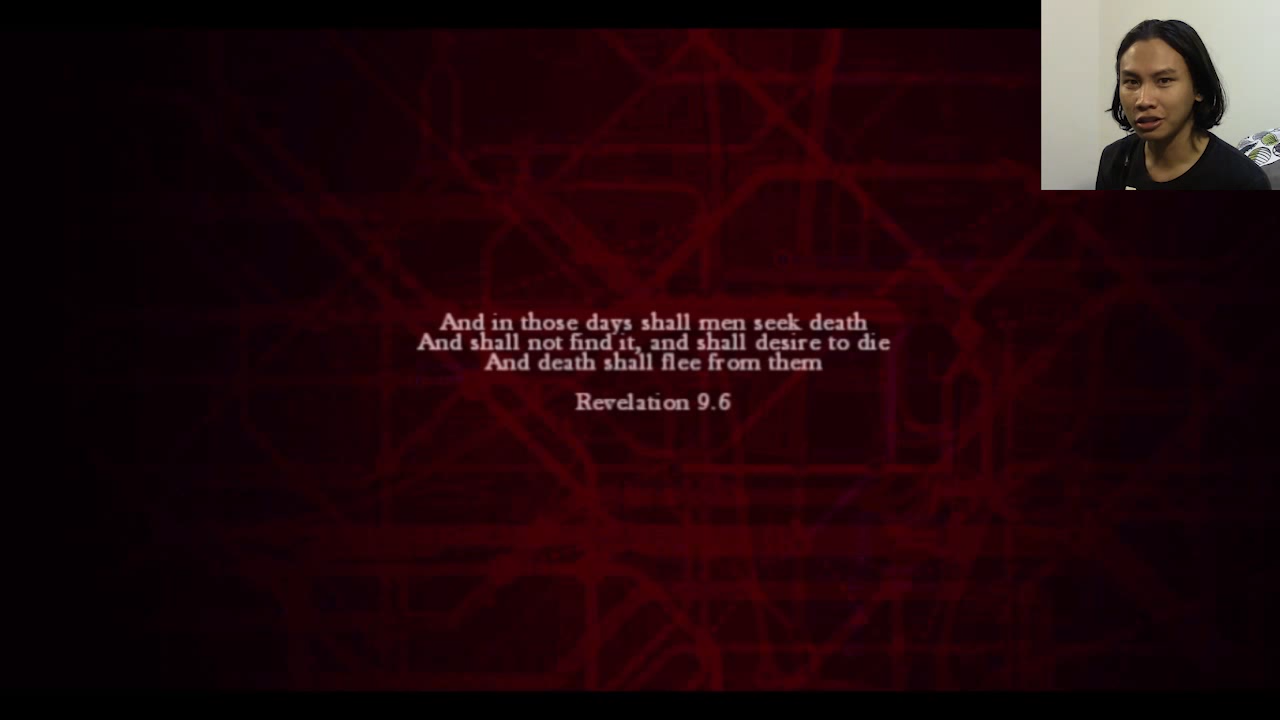 And in those days shall men seek death
And shall not find it, and shall desire to die
And death shall flee from them
Revelation 9.6